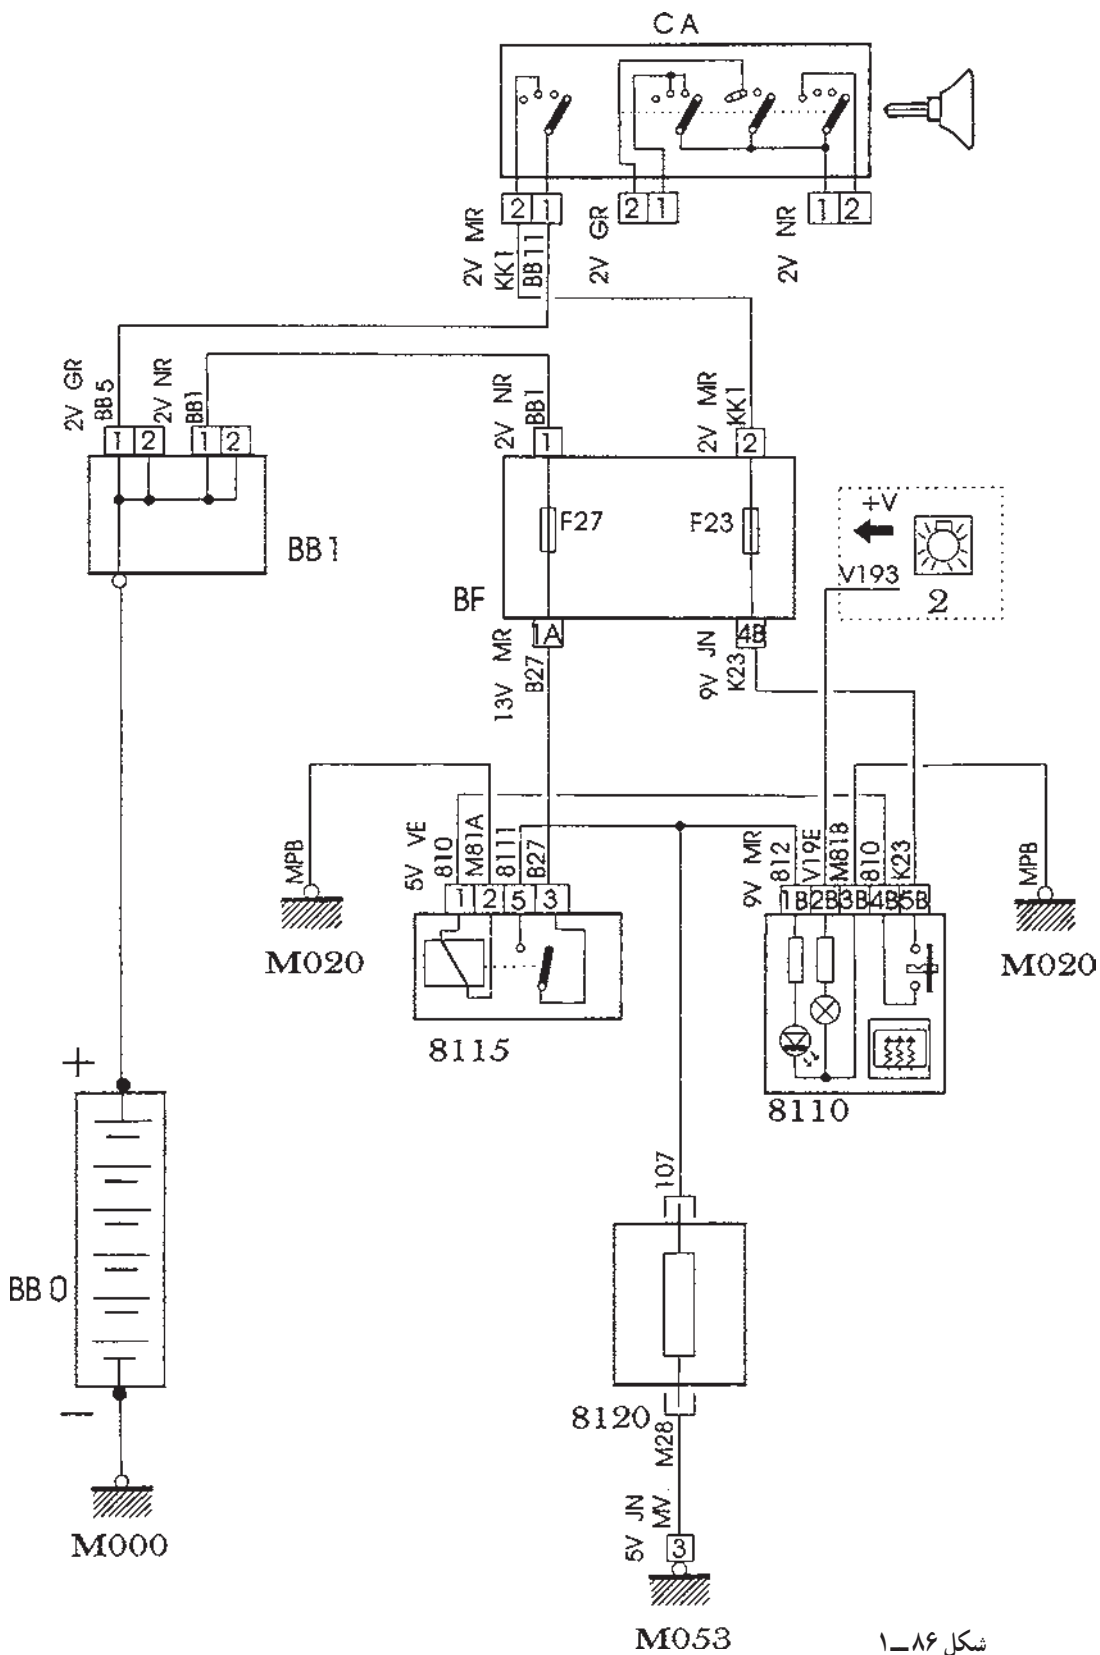 CA
2 1
2 1
1 2
2V MR
KK1
BB11
2V GR
2V NR
2V GR
BB5
2V NR
BB1
2V NR
BB1
2V MR
KK1
1 2
1 2
1
2
F27
F23
BB1
BF
+V
V193
2
1A
4B
13V MR
B27
9V JN
K23
MPB
5V VE
810
M81A
8111
B27
9V MR
812
V19E
M81B
810
K23
MPB
1 2 5 3
1B 2B 3B 4B 5B
M020
M020
8115
8110
+
107
BB0
8120
M28
–
5V JN
MV.
3
M000
M053
شکل ۸۶–۱